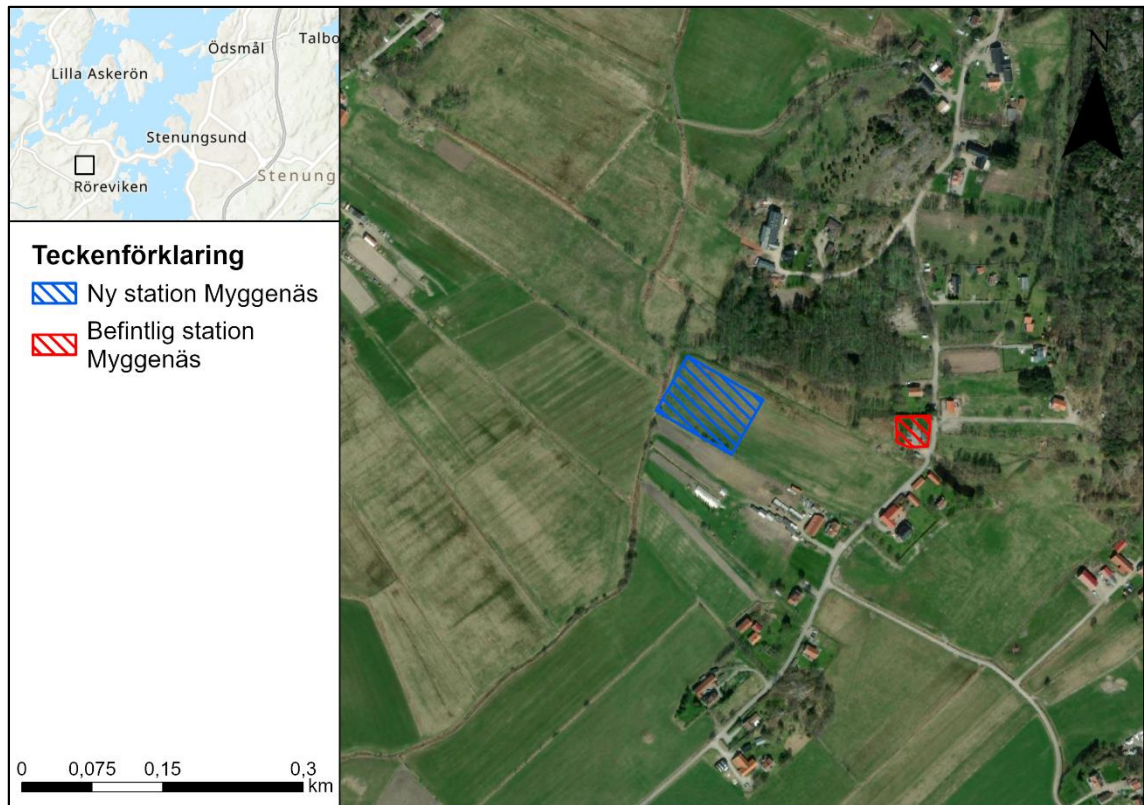 Ödsmål
Talbo
Lilla Askerön
Stenungsund
Röreviken
Stenung
Teckenförklaring
Ny station Myggenäs
Befintlig station
Myggenäs
0 0,075 0,15 0,3
km
N